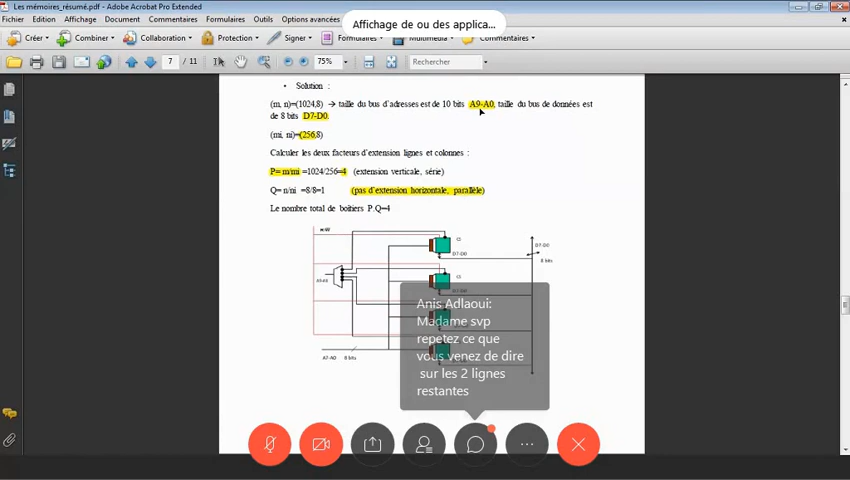 Les mémoires_résumé.pdf - Adobe Acrobat Pro Extended
Fichier Edition Affichage Document Commentaires Formulaires Outils Options avancées
Affichage de ou des applica...
Créer Combiner Collaboration Protection Signer Formulaires Multimédia Commentaires
7 / 11 75% Rechercher
• Solution :
(m, n)=(1024,8) → taille du bus d'adresses est de 10 bits A9-A0, taille du bus de données est
de 8 bits D7-D0.
(mi, ni)=(256,8)
Calculer les deux facteurs d'extension lignes et colonnes :
P= m/mi =1024/256=4 (extension verticale, série)
Q= n/ni =8/8=1 (pas d'extension horizontale, parallèle)
Le nombre total de boîtiers P.Q=4
D7-D0
D7-D0
8 bits
A7-A0 8 bits
Anis Adlaoui:
Madame svp
repetez ce que
vous venez de dire
sur les 2 lignes
restantes